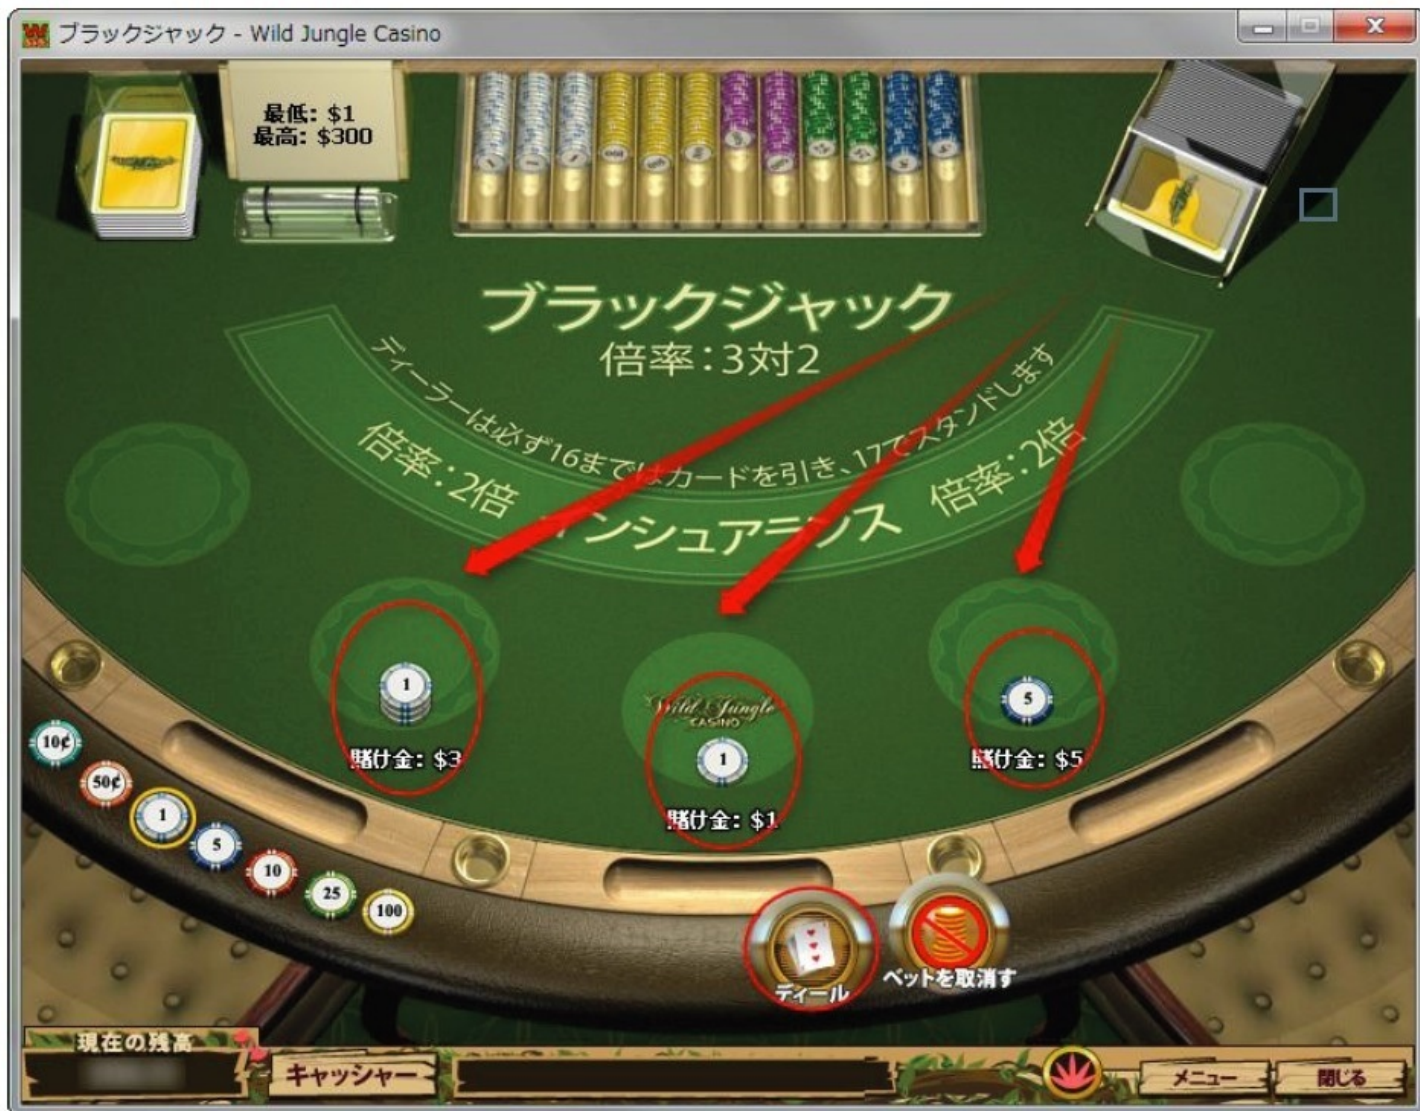 ブラックジャック - Wild Jungle Casino
最低: $1
最高: $300
ブラックジャック
倍率:3対2
ディーラーは必ず16まではカードを引き、17でスタンドします
倍率:2倍
インシュアランス
倍率:2倍
1
賭け金: $3
Wild Jungle
CASINO
1
賭け金: $1
5
賭け金: $5
10¢
50¢
1
5
10
25
100
ディール
ベットを取消す
現在の残高
キャッシャー
メニュー
閉じる